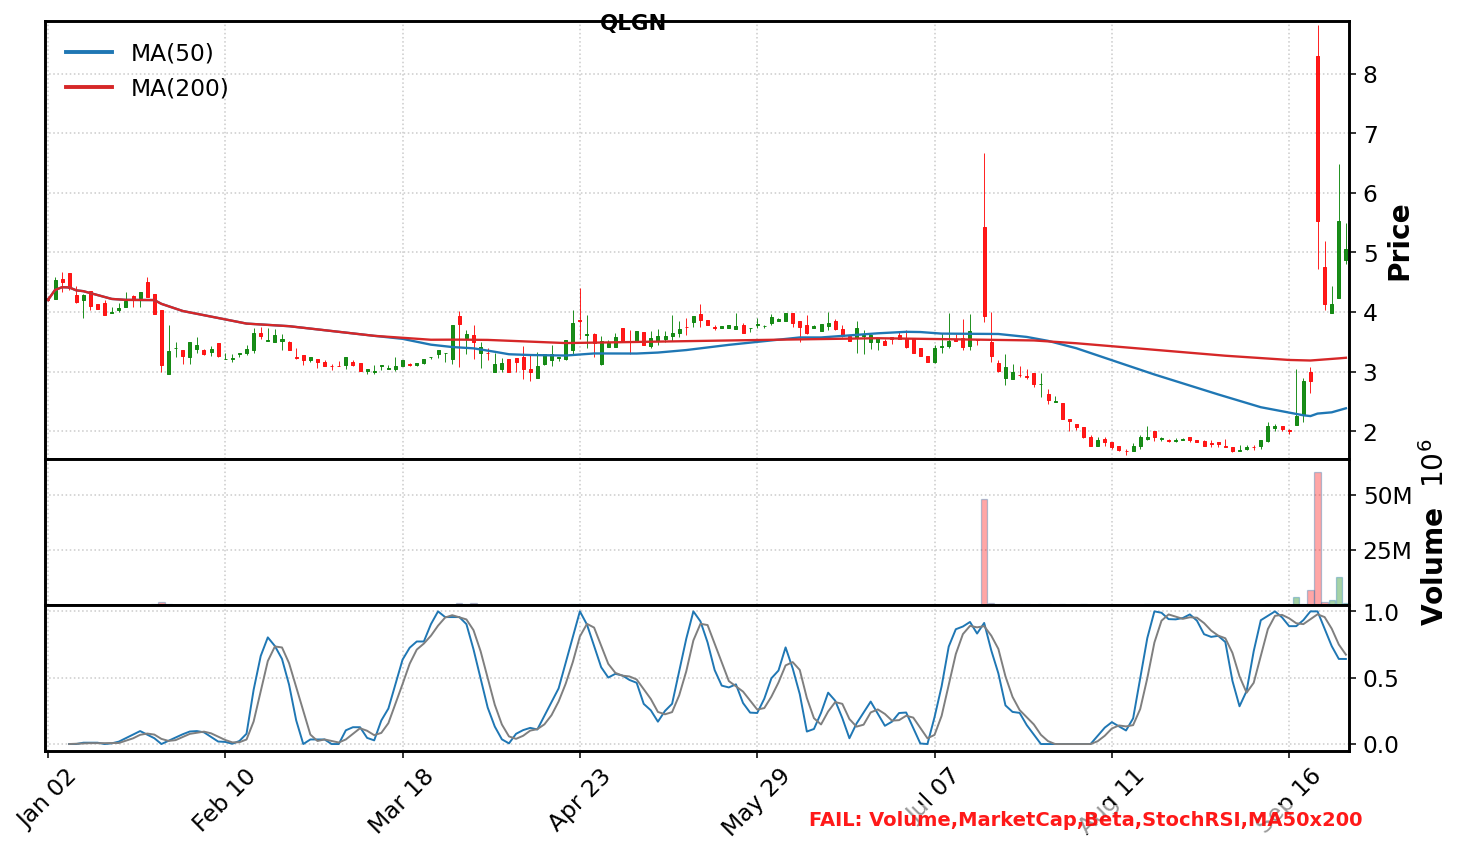 QLGN
MA(50)
MA(200)
8
7
6
5
4
3
2
Price
50M
25M
Volume 10⁶
1.0
0.5
0.0
Jan 02
Feb 10
Mar 18
Apr 23
May 29
Jul 07
Aug 11
Sep 16
FAIL: Volume,MarketCap,Beta,StochRSI,MA50x200